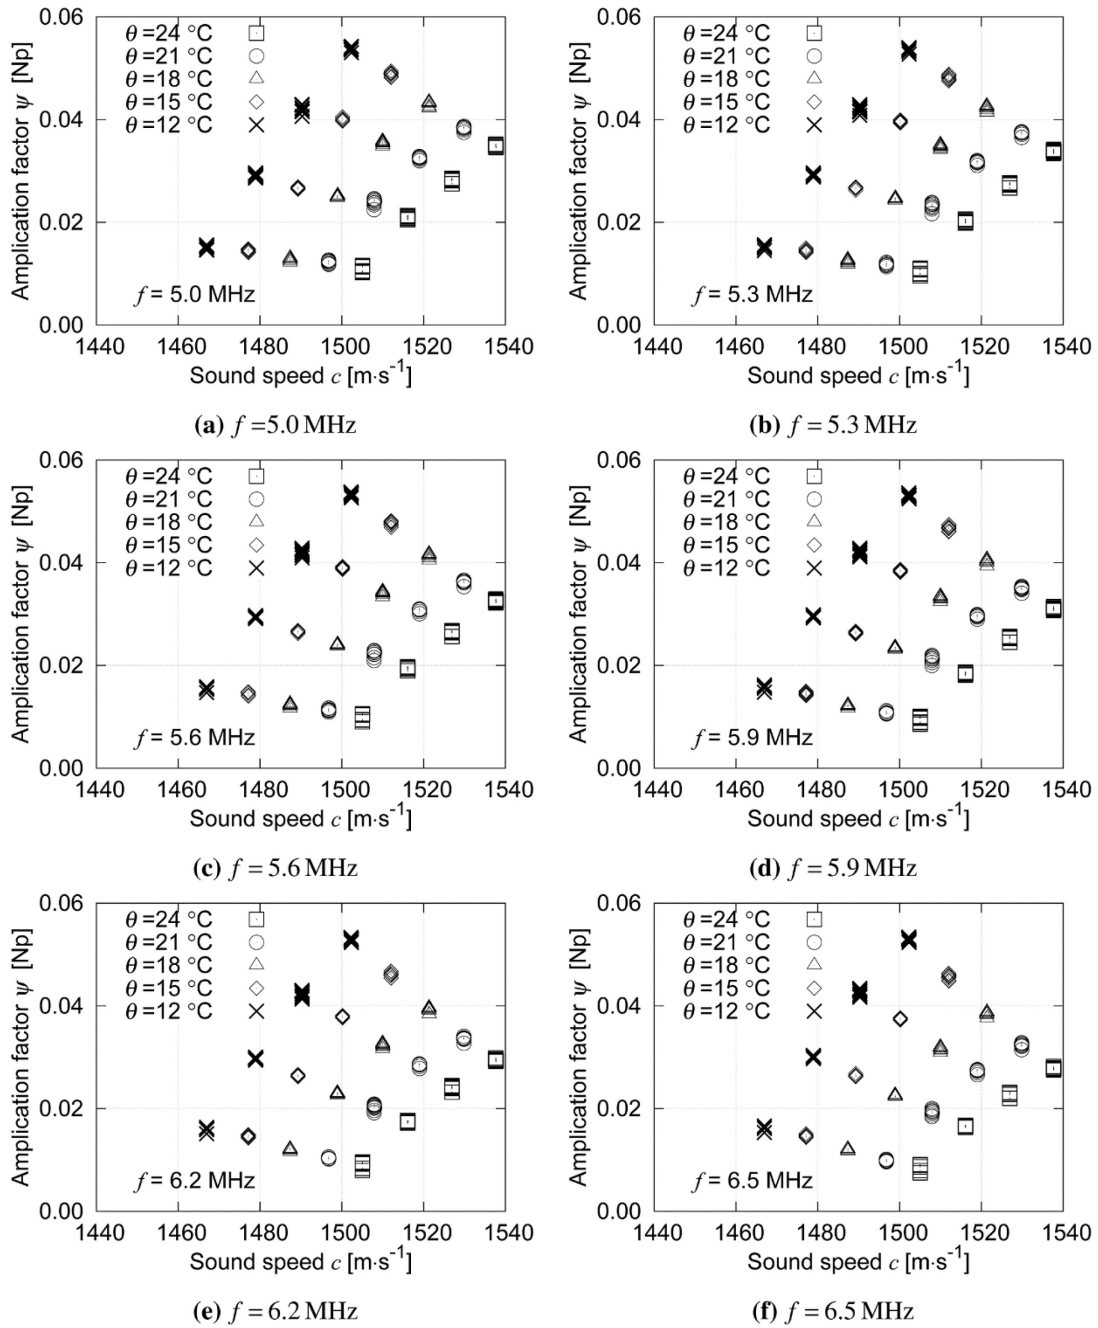 0.06
0.04
0.02
0.00
Amplication factor ψ [Np]
θ=24 °C
θ=21 °C
θ=18 °C
θ=15 °C
θ=12 °C
f = 5.0 MHz
1440 1460 1480 1500 1520 1540
Sound speed c [m·s⁻¹]
(a) f =5.0 MHz
0.06
0.04
0.02
0.00
Amplication factor ψ [Np]
θ=24 °C
θ=21 °C
θ=18 °C
θ=15 °C
θ=12 °C
f = 5.3 MHz
1440 1460 1480 1500 1520 1540
Sound speed c [m·s⁻¹]
(b) f = 5.3 MHz
0.06
0.04
0.02
0.00
Amplication factor ψ [Np]
θ=24 °C
θ=21 °C
θ=18 °C
θ=15 °C
θ=12 °C
f = 5.6 MHz
1440 1460 1480 1500 1520 1540
Sound speed c [m·s⁻¹]
(c) f = 5.6 MHz
0.06
0.04
0.02
0.00
Amplication factor ψ [Np]
θ=24 °C
θ=21 °C
θ=18 °C
θ=15 °C
θ=12 °C
f = 5.9 MHz
1440 1460 1480 1500 1520 1540
Sound speed c [m·s⁻¹]
(d) f = 5.9 MHz
0.06
0.04
0.02
0.00
Amplication factor ψ [Np]
θ=24 °C
θ=21 °C
θ=18 °C
θ=15 °C
θ=12 °C
f = 6.2 MHz
1440 1460 1480 1500 1520 1540
Sound speed c [m·s⁻¹]
(e) f = 6.2 MHz
0.06
0.04
0.02
0.00
Amplication factor ψ [Np]
θ=24 °C
θ=21 °C
θ=18 °C
θ=15 °C
θ=12 °C
f = 6.5 MHz
1440 1460 1480 1500 1520 1540
Sound speed c [m·s⁻¹]
(f) f = 6.5 MHz